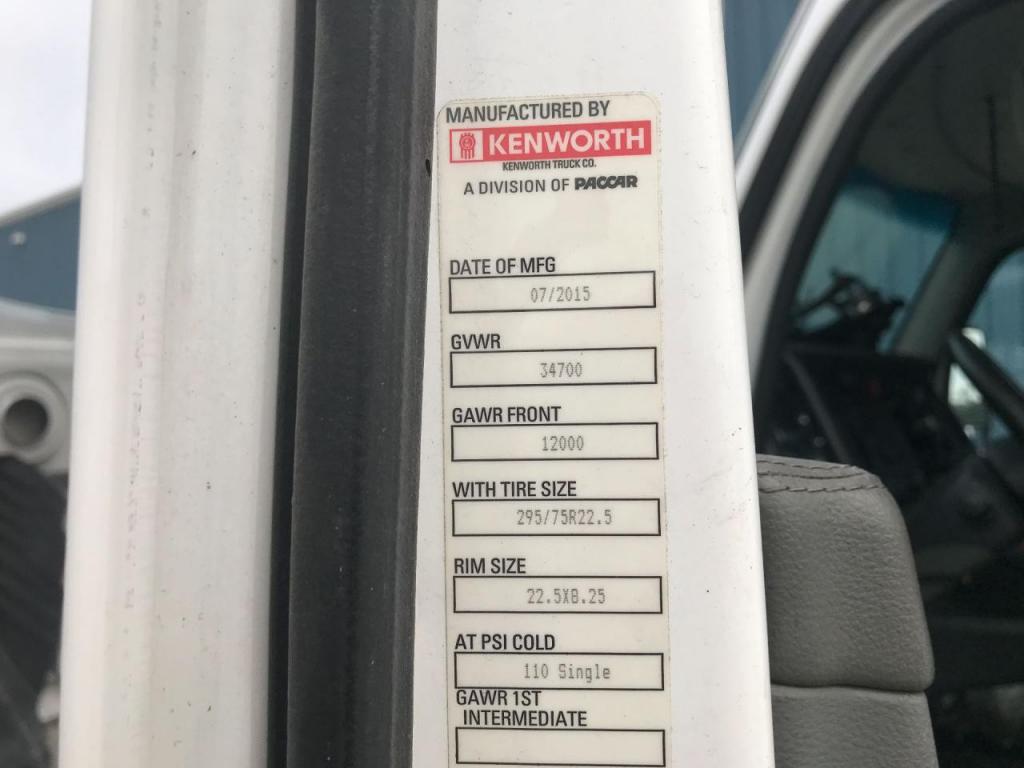 MANUFACTURED BY
KENWORTH
KENWORTH TRUCK CO.
A DIVISION OF PACCAR
DATE OF MFG
07/2015
GVWR
34700
GAWR FRONT
12000
WITH TIRE SIZE
295/75R22.5
RIM SIZE
22.5X8.25
AT PSI COLD
110 Single
GAWR 1ST
INTERMEDIATE